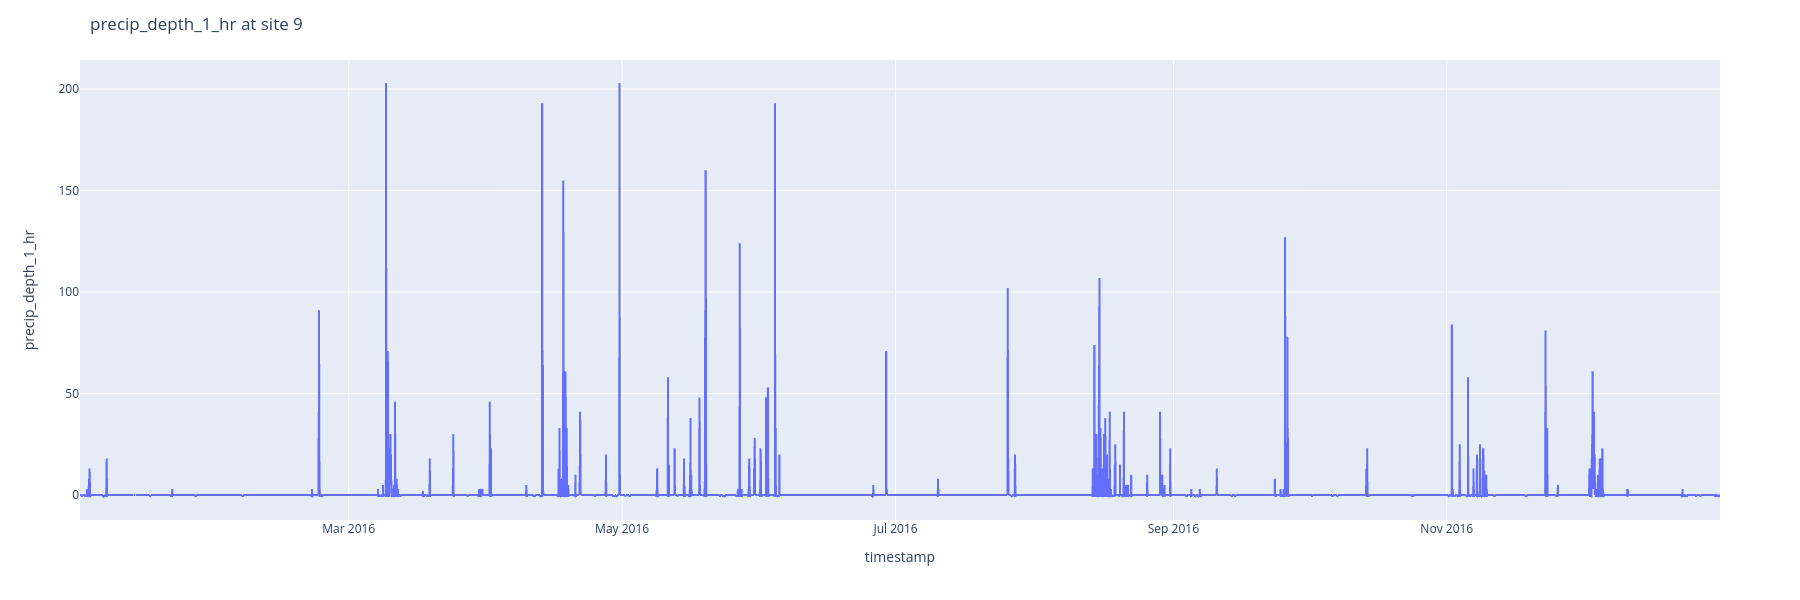 precip_depth_1_hr at site 9
precip_depth_1_hr
200
150
100
50
0
Mar 2016
May 2016
Jul 2016
Sep 2016
Nov 2016
timestamp